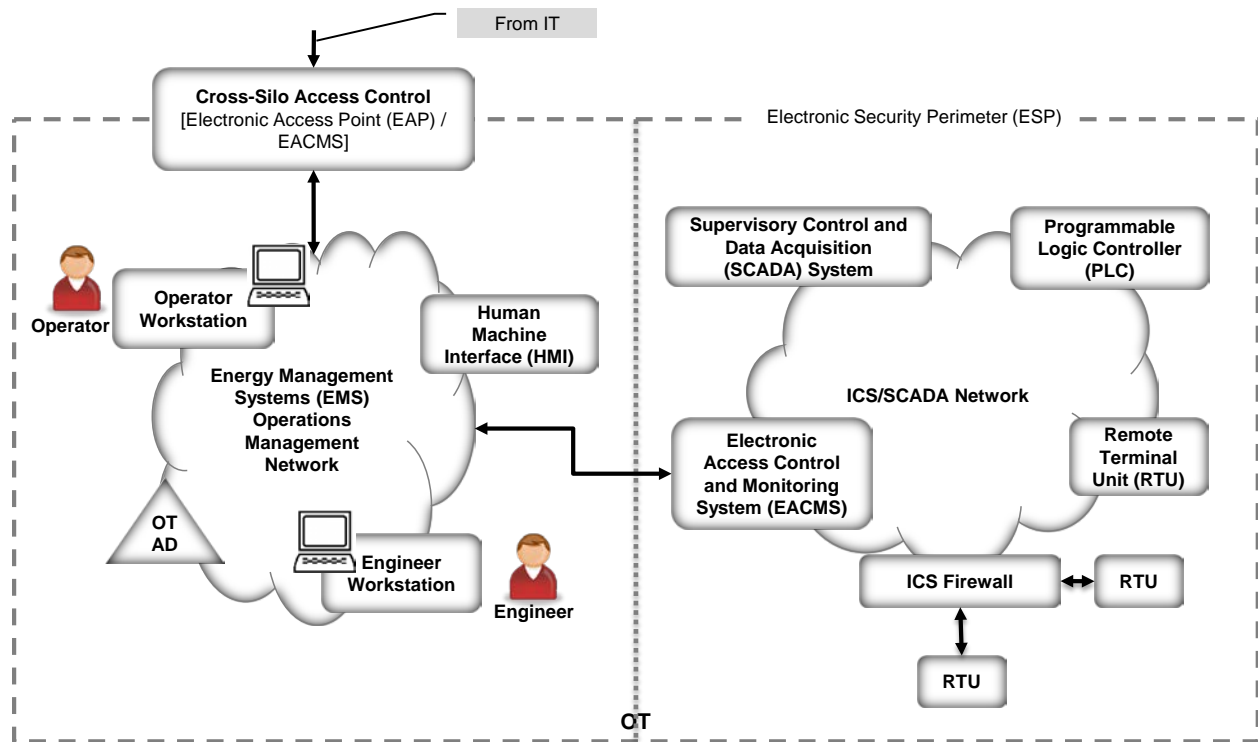 From IT
Cross-Silo Access Control
[Electronic Access Point (EAP) /
EACMS]
Electronic Security Perimeter (ESP)
Supervisory Control and
Data Acquisition
(SCADA) System
Programmable
Logic Controller
(PLC)
Operator
Operator
Workstation
Human
Machine
Interface (HMI)
Energy Management
Systems (EMS)
Operations
Management
Network
ICS/SCADA Network
Electronic
Access Control
and Monitoring
System (EACMS)
Remote
Terminal
Unit (RTU)
OT
AD
Engineer
Workstation
Engineer
ICS Firewall
RTU
RTU
OT